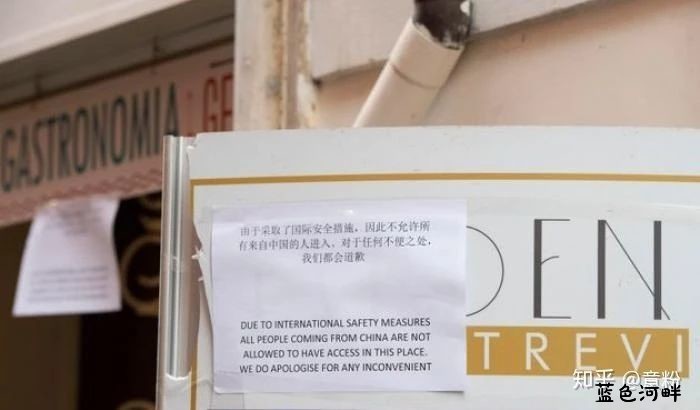 GASTRONOMIA
GE
由于采取了国际安全措施，因此不允许所
有来自中国的人进入，对于任何不便之处，
我们都会道歉
DUE TO INTERNATIONAL SAFETY MEASURES
ALL PEOPLE COMING FROM CHINA ARE NOT
ALLOWED TO HAVE ACCESS IN THIS PLACE.
WE DO APOLOGISE FOR ANY INCONVENIENT
DEN
TREVI
知乎 @音粉
蓝色河畔